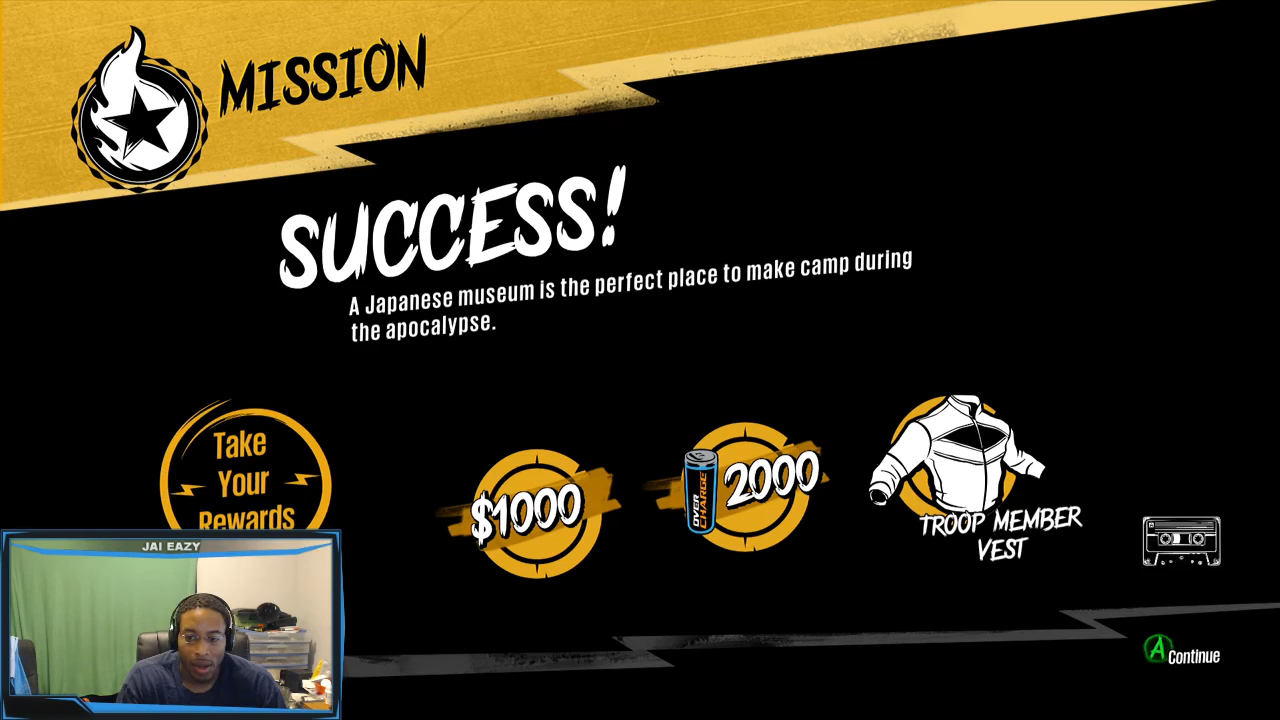 MISSION
SUCCESS!
A Japanese museum is the perfect place to make camp during
the apocalypse.
Take
Your
Rewards
$1000
OVER
CHARGE
2000
TROOP MEMBER
VEST
JAI EAZY
A Continue